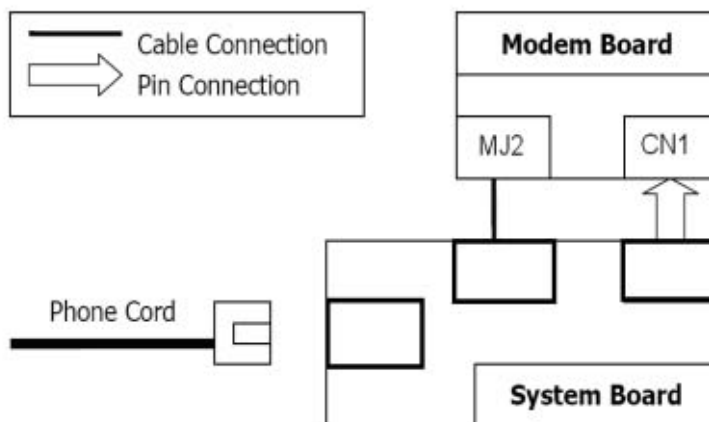 Cable Connection
Pin Connection
Modem Board
MJ2
CN1
Phone Cord
System Board